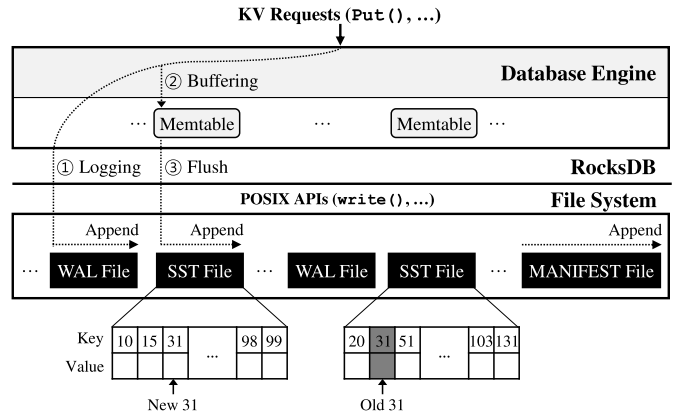 KV Requests (Put(), ...)
② Buffering
Database Engine
... Memtable ... Memtable ...
① Logging
③ Flush
RocksDB
POSIX APIs (write(), ...)
File System
Append
Append
Append
... WAL File SST File ... WAL File SST File ... MANIFEST File
Key 10 15 31 ... 98 99
Value
20 31 51 ... 103 131
New 31
Old 31